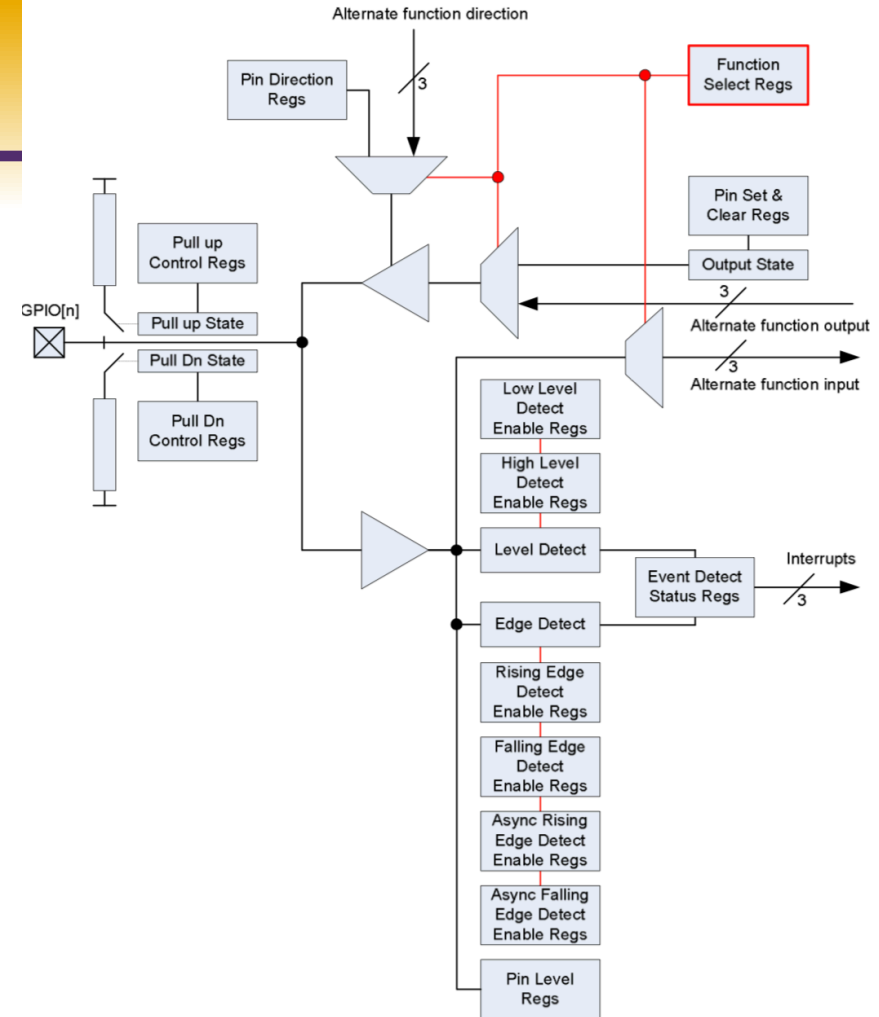 Alternate function direction
Pin Direction
Regs
3
Function
Select Regs
Pin Set &
Clear Regs
Output State
3
Alternate function output
3
Alternate function input
Pull up
Control Regs
Pull up State
GPIO[n]
Pull Dn State
Pull Dn
Control Regs
Low Level
Detect
Enable Regs
High Level
Detect
Enable Regs
Level Detect
Event Detect
Status Regs
Interrupts
3
Edge Detect
Rising Edge
Detect
Enable Regs
Falling Edge
Detect
Enable Regs
Async Rising
Edge Detect
Enable Regs
Async Falling
Edge Detect
Enable Regs
Pin Level
Regs